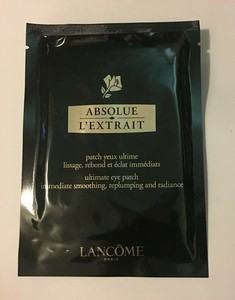 ABSOLUE
L'EXTRAIT
patch yeux ultime
lissage, rebond et éclat immédiats
ultimate eye patch
immediate smoothing, replumping and radiance
LANCÔME
PARIS